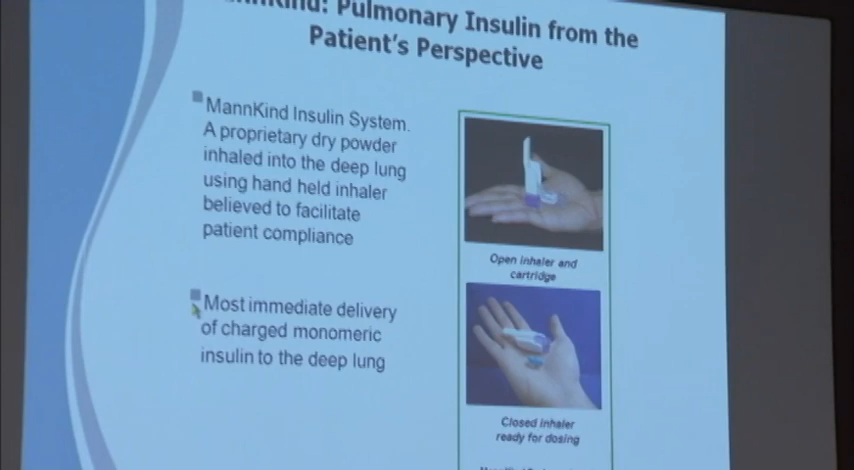 Pulmonary Insulin from the
Patient's Perspective
MannKind Insulin System.
A proprietary dry powder
inhaled into the deep lung
using hand held inhaler
believed to facilitate
patient compliance
Most immediate delivery
of charged monomeric
insulin to the deep lung
Open inhaler and
cartridge
Closed inhaler
ready for dosing